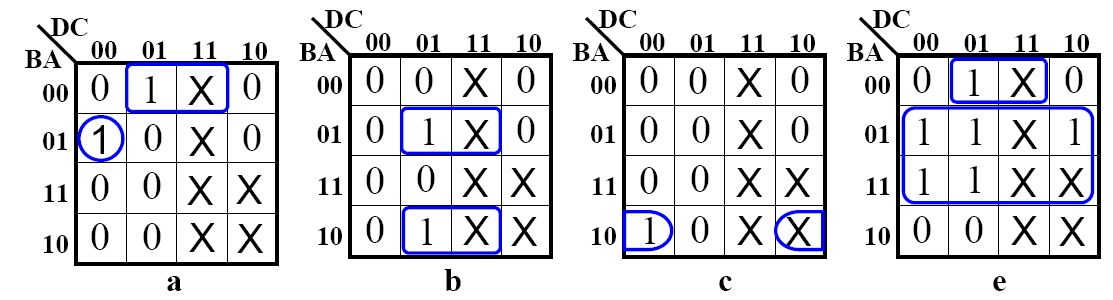 DC DC DC DC
BA 00 01 11 10 BA 00 01 11 10 BA 00 01 11 10 BA 00 01 11 10
00 0 1 X 0 00 0 0 X 0 00 0 0 X 0 00 0 1 X 0
01 1 0 X 0 01 0 1 X 0 01 0 0 X 0 01 1 1 X 1
11 0 0 X X 11 0 0 X X 11 0 0 X X 11 1 1 X X
10 0 0 X X 10 0 1 X X 10 1 0 X X 10 0 0 X X
a b c e